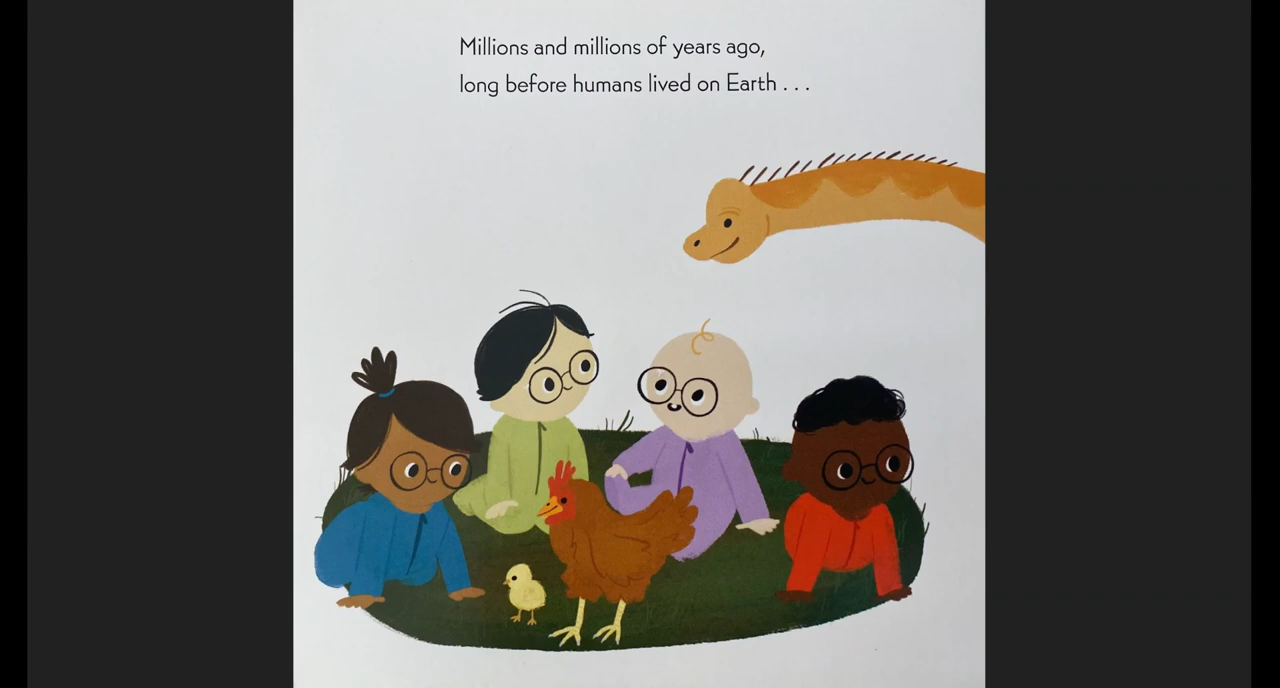 Millions and millions of years ago,
long before humans lived on Earth . . .